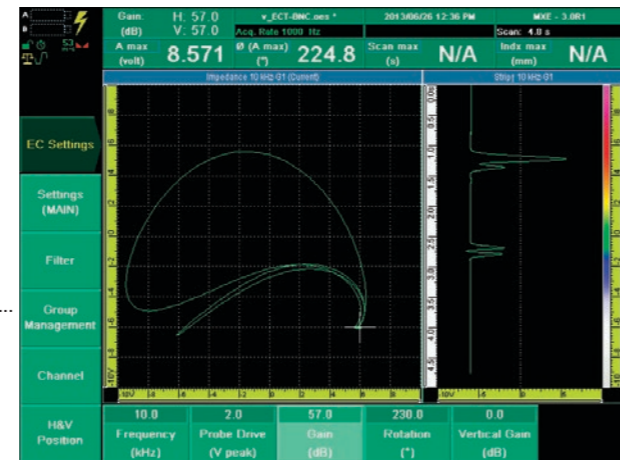 Gain: H: 57.0 v_ECT-BNC.oes * 2013/06/26 12:36 PM MXE - 3.0R1
(dB) V: 57.0 Acq. Rate 1000 Hz Scan: 4.8 s
A max (volt) 8.571 Ø (A max) (°) 224.8 Scan max (s) N/A Indx max (mm) N/A
Impedance 10 kHz-01 (Current) Strip 10 kHz-01
EC Settings
Settings
(MAIN)
Filter
Group
Management
Channel
H&V
Position
10.0 2.0 57.0 230.0 0.0
Frequency Probe Drive Gain Rotation Vertical Gain
(kHz) (V peak) (dB) (°) (dB)